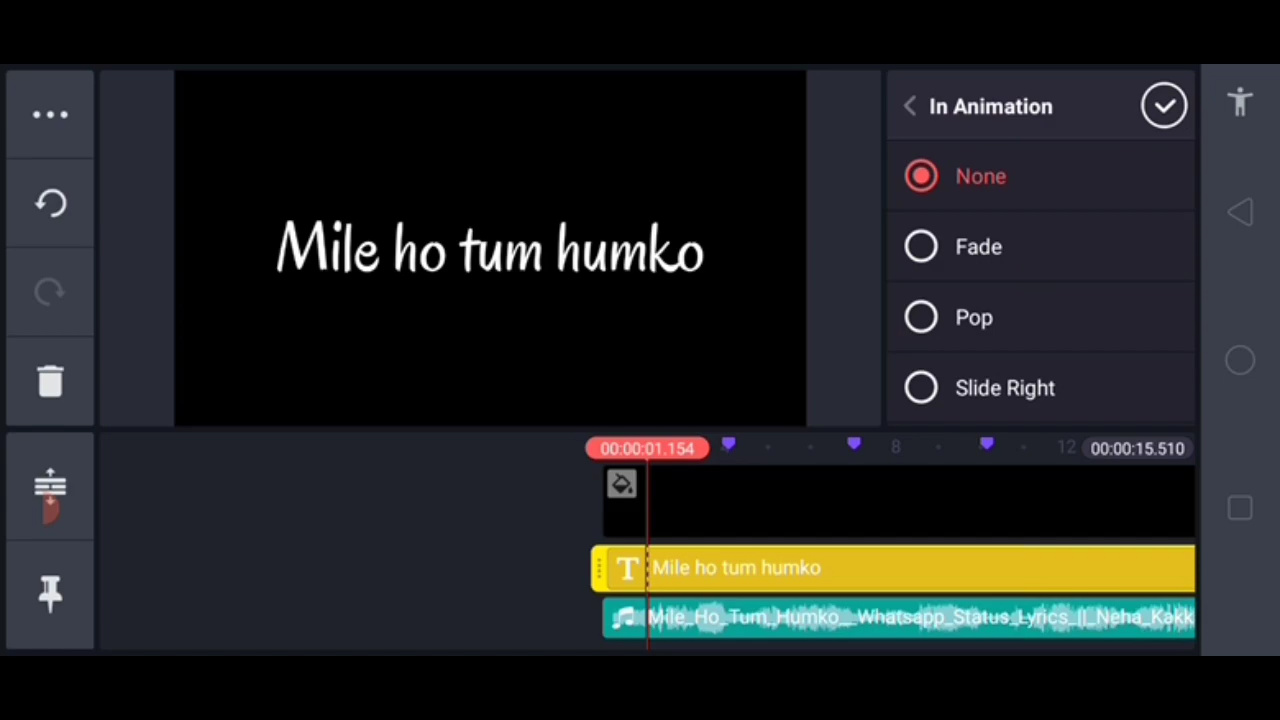 In Animation
None
Mile ho tum humko
Fade
Pop
Slide Right
00:00:01.154
8
12
00:00:15.510
T Mile ho tum humko
Mile_Ho_Tum_Humko__Whatsapp_Status_Lyrics_||_Neha_Kakk